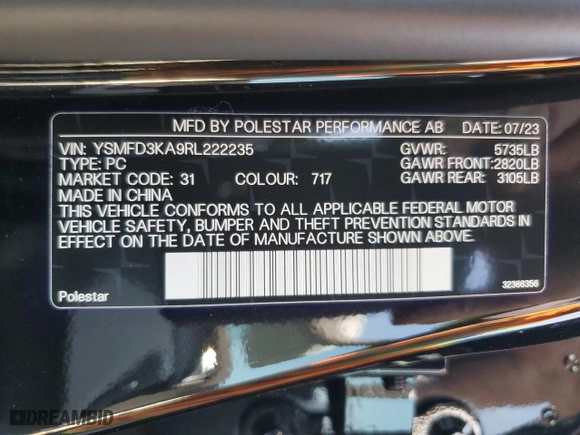 MFD BY POLESTAR PERFORMANCE AB DATE: 07/23
VIN: YSMFD3KA9RL222235 GVWR: 5735LB
TYPE: PC GAWR FRONT: 2820LB
MARKET CODE: 31 COLOUR: 717 GAWR REAR: 3105LB
MADE IN CHINA
THIS VEHICLE CONFORMS TO ALL APPLICABLE FEDERAL MOTOR
VEHICLE SAFETY, BUMPER AND THEFT PREVENTION STANDARDS IN
EFFECT ON THE DATE OF MANUFACTURE SHOWN ABOVE.
Polestar 32366356
DREAMBID